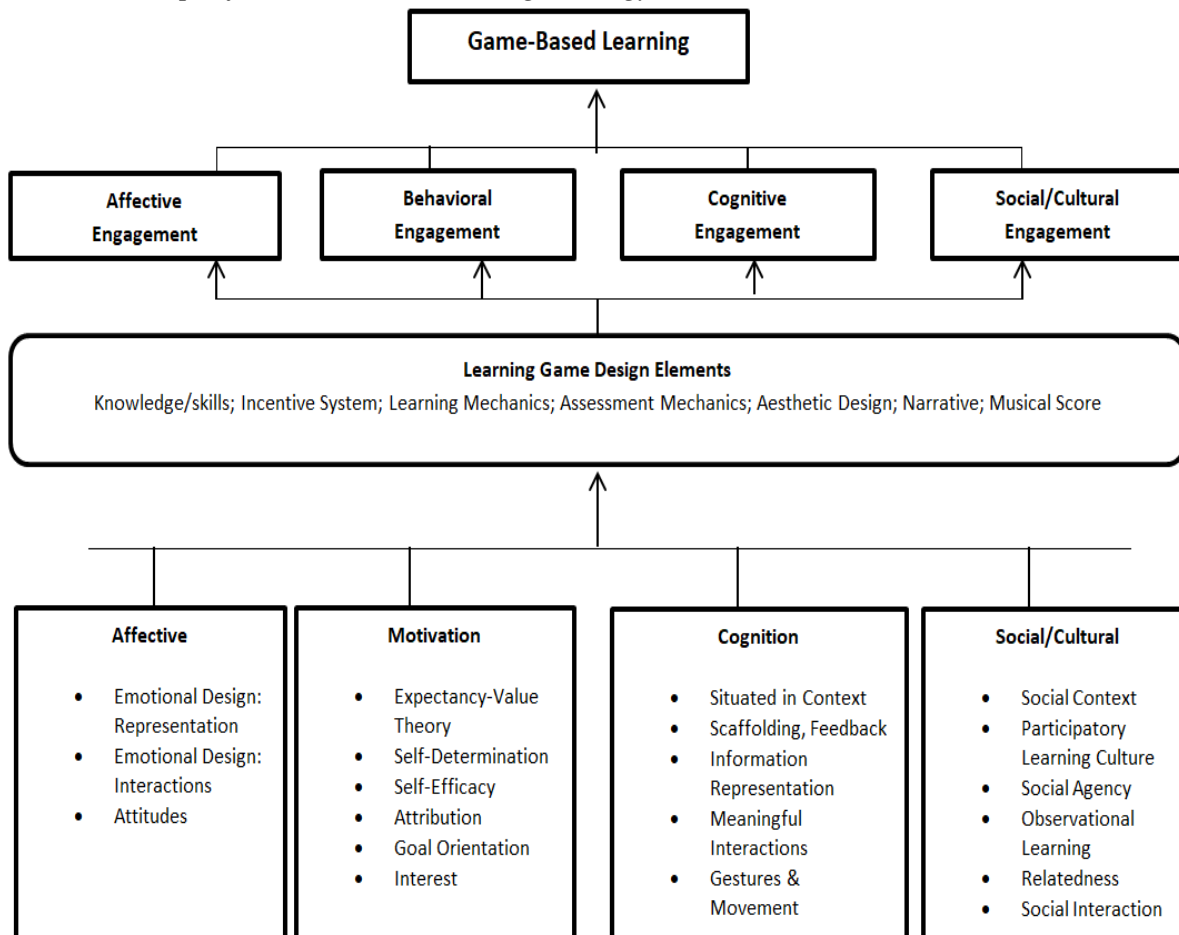 Game-Based Learning
Affective
Engagement
Behavioral
Engagement
Cognitive
Engagement
Social/Cultural
Engagement
Learning Game Design Elements
Knowledge/skills; Incentive System; Learning Mechanics; Assessment Mechanics; Aesthetic Design; Narrative; Musical Score
Affective
• Emotional Design:
Representation
• Emotional Design:
Interactions
• Attitudes
Motivation
• Expectancy-Value
Theory
• Self-Determination
• Self-Efficacy
• Attribution
• Goal Orientation
• Interest
Cognition
• Situated in Context
• Scaffolding, Feedback
• Information
Representation
• Meaningful
Interactions
• Gestures &
Movement
Social/Cultural
• Social Context
• Participatory
Learning Culture
• Social Agency
• Observational
Learning
• Relatedness
• Social Interaction